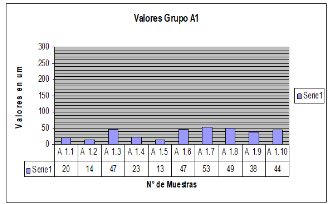 Valores Grupo A1
Valores en um
300
250
200
150
100
50
0
A 1.1 A 1.2 A 1.3 A 1.4 A 1.5 A 1.6 A 1.7 A 1.8 A 1.9 A 1.10
Serie1 20 14 47 23 13 47 53 49 38 44
N° de Muestras
Serie1